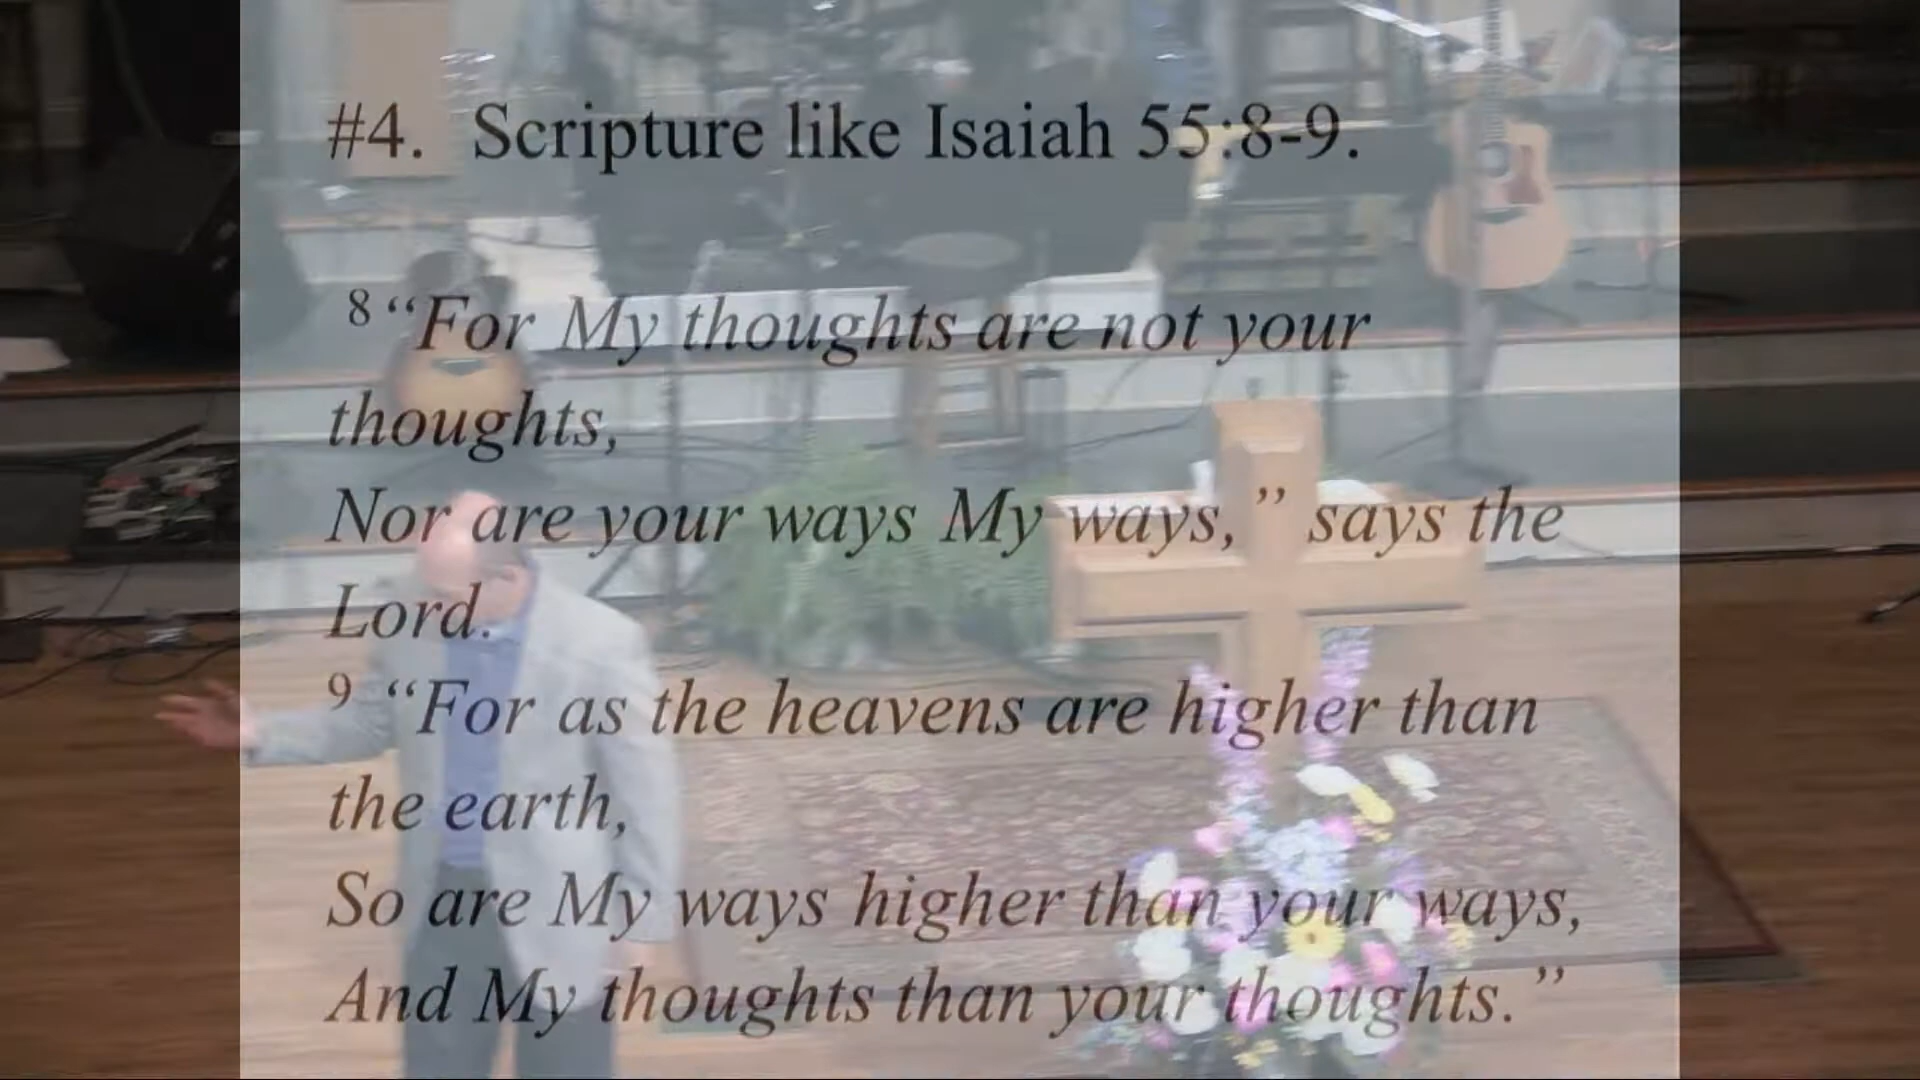 #4. Scripture like Isaiah 55:8-9.
8 “For My thoughts are not your
thoughts,
Nor are your ways My ways,” says the
Lord.
9 “For as the heavens are higher than
the earth,
So are My ways higher than your ways,
And My thoughts than your thoughts.”